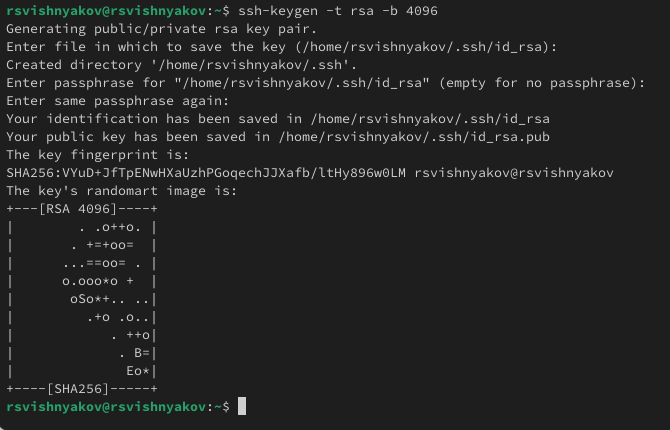 rsvishnyakov@rsvishnyakov:~$ ssh-keygen -t rsa -b 4096
Generating public/private rsa key pair.
Enter file in which to save the key (/home/rsvishnyakov/.ssh/id_rsa):
Created directory '/home/rsvishnyakov/.ssh'.
Enter passphrase for "/home/rsvishnyakov/.ssh/id_rsa" (empty for no passphrase):
Enter same passphrase again:
Your identification has been saved in /home/rsvishnyakov/.ssh/id_rsa
Your public key has been saved in /home/rsvishnyakov/.ssh/id_rsa.pub
The key fingerprint is:
SHA256:VYuD+JfTpENwHXaUzhPGoqechJJXafb/ltHy896w0LM rsvishnyakov@rsvishnyakov
The key's randomart image is:
+---[RSA 4096]----+
|        . .o++o. |
|       . +=+oo=  |
|      ...==oo= . |
|      o.ooo*o +  |
|       oSo*+.. ..|
|         .+o .o..|
|            . ++o|
|             . B=|
|              Eo*|
+----[SHA256]-----+
rsvishnyakov@rsvishnyakov:~$